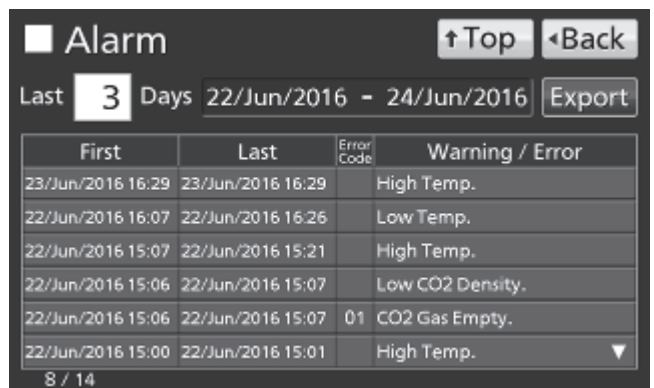 Alarm
↑Top ◂Back
Last 3 Days 22/Jun/2016 - 24/Jun/2016 Export
First Last Error Code Warning / Error
23/Jun/2016 16:29 23/Jun/2016 16:29 High Temp.
22/Jun/2016 16:07 22/Jun/2016 16:26 Low Temp.
22/Jun/2016 15:07 22/Jun/2016 15:21 High Temp.
22/Jun/2016 15:06 22/Jun/2016 15:07 Low CO2 Density.
22/Jun/2016 15:06 22/Jun/2016 15:07 01 CO2 Gas Empty.
22/Jun/2016 15:00 22/Jun/2016 15:01 High Temp. ▼
8 / 14